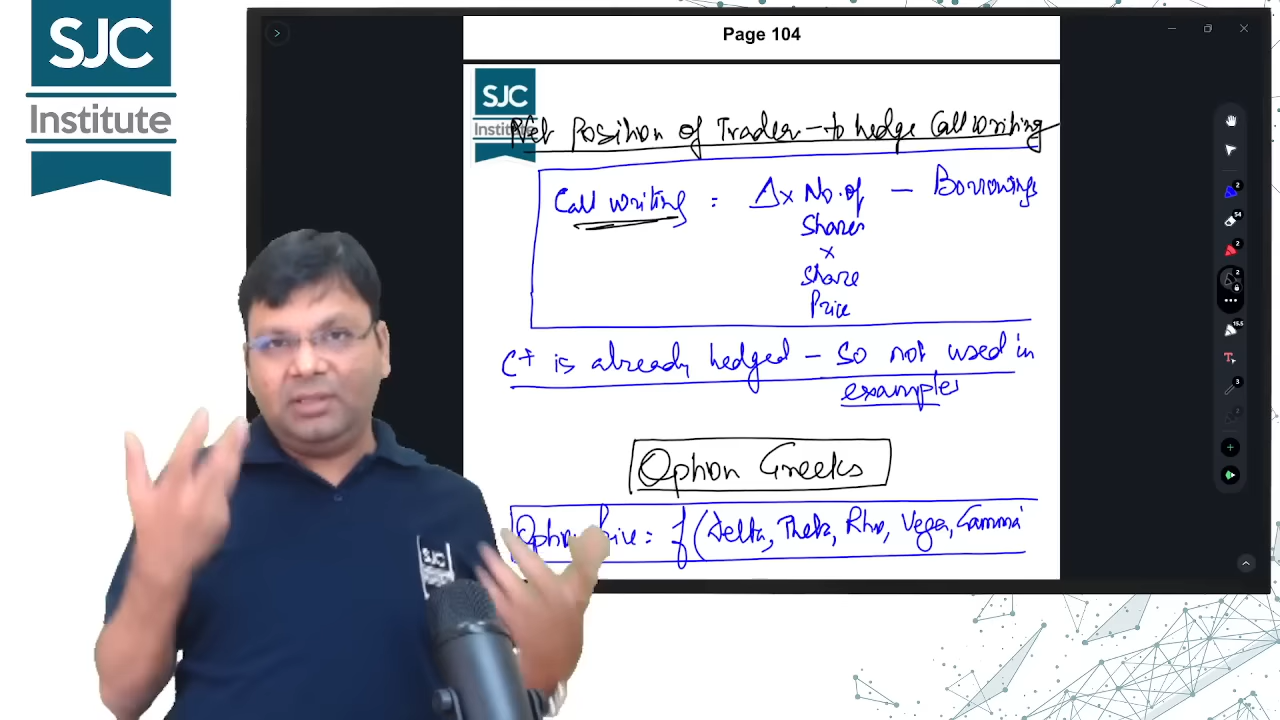 SJC
Institute
Page 104
SJC
Institute
Net Position of Trader - to hedge Call writing
Call writing = Δ x No. of - Borrowings
Shares
x
Share
Price
C+ is already hedged - So not used in
examples
Option Greeks
Option Price = f (Delta, Theta, Rho, Vega, Gamma
SJC